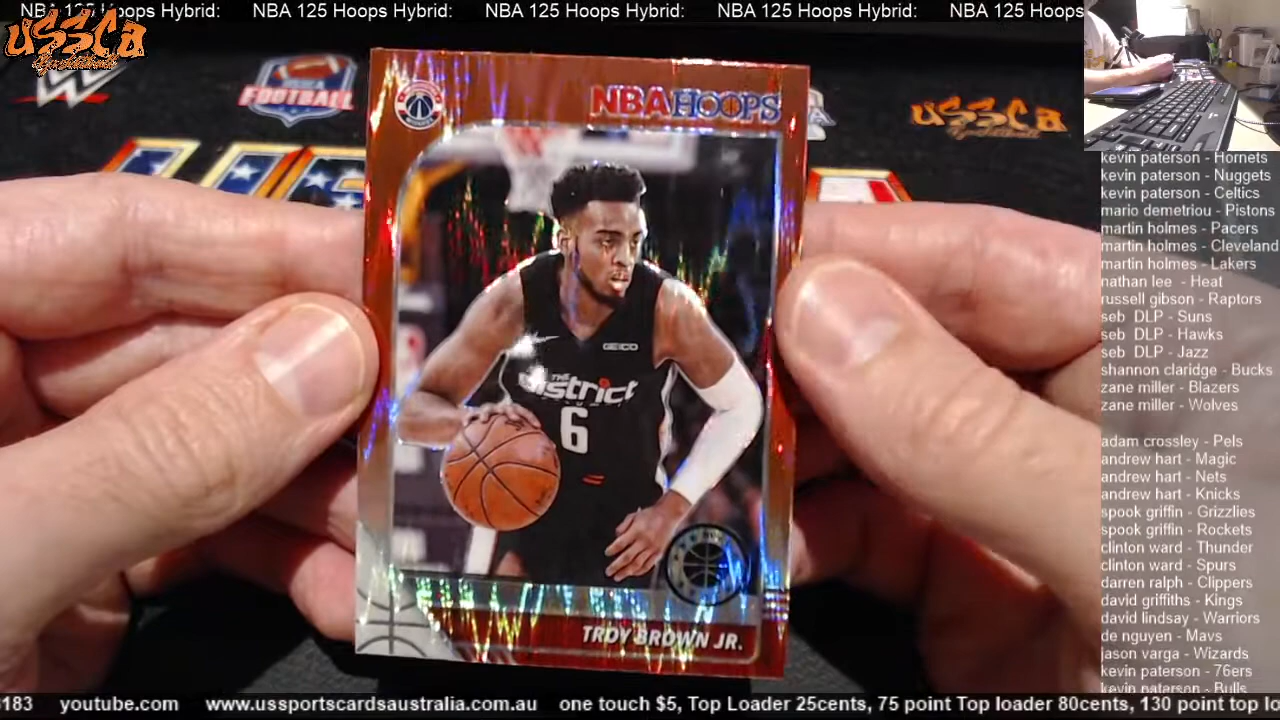 NBA 125 Hoops Hybrid: NBA 125 Hoops Hybrid: NBA 125 Hoops Hybrid: NBA 125 Hoops Hybrid: NBA 125 Hoops
USSCA
W
FOOTBALL
USSCA
NBA HOOPS
GEICO
THE
District
6
TROY BROWN JR.
kevin paterson - Hornets
kevin paterson - Nuggets
kevin paterson - Celtics
mario demetriou - Pistons
martin holmes - Pacers
martin holmes - Cleveland
martin holmes - Lakers
nathan lee - Heat
russell gibson - Raptors
seb DLP - Suns
seb DLP - Hawks
seb DLP - Jazz
shannon claridge - Bucks
zane miller - Blazers
zane miller - Wolves
adam crossley - Pels
andrew hart - Magic
andrew hart - Nets
andrew hart - Knicks
spook griffin - Grizzlies
spook griffin - Rockets
clinton ward - Thunder
clinton ward - Spurs
darren ralph - Clippers
david griffiths - Kings
david lindsay - Warriors
de nguyen - Mavs
jason varga - Wizards
kevin paterson - 76ers
kevin paterson - Bulls
183 youtube.com www.ussportscardsaustralia.com.au one touch $5, Top Loader 25cents, 75 point Top loader 80cents, 130 point top lo